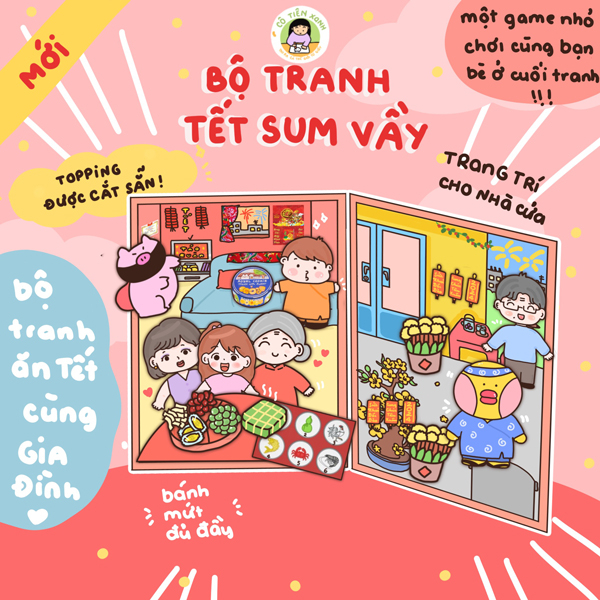 MỚI
CÔ TIÊN XANH
một game nhỏ
chơi cùng bạn
bè ở cuối tranh
!!!
BỘ TRANH
TẾT SUM VẦY
TOPPING
ĐƯỢC CẮT SẴN!
TRANG TRÍ
CHO NHÀ CỬA
bộ
tranh
ăn Tết
cùng
GIA
ĐÌNH
TẾT
bánh
mứt
đủ đầy